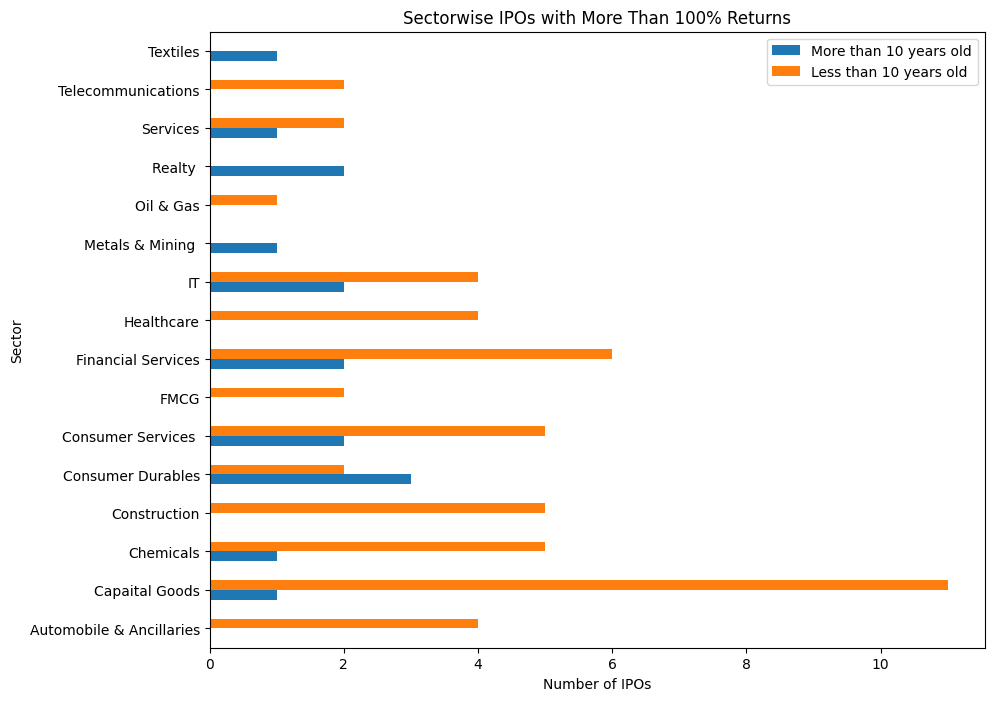 Sectorwise IPOs with More Than 100% Returns
More than 10 years old
Less than 10 years old
Sector
Textiles
Telecommunications
Services
Realty
Oil & Gas
Metals & Mining
IT
Healthcare
Financial Services
FMCG
Consumer Services
Consumer Durables
Construction
Chemicals
Capaital Goods
Automobile & Ancillaries
0 2 4 6 8 10
Number of IPOs